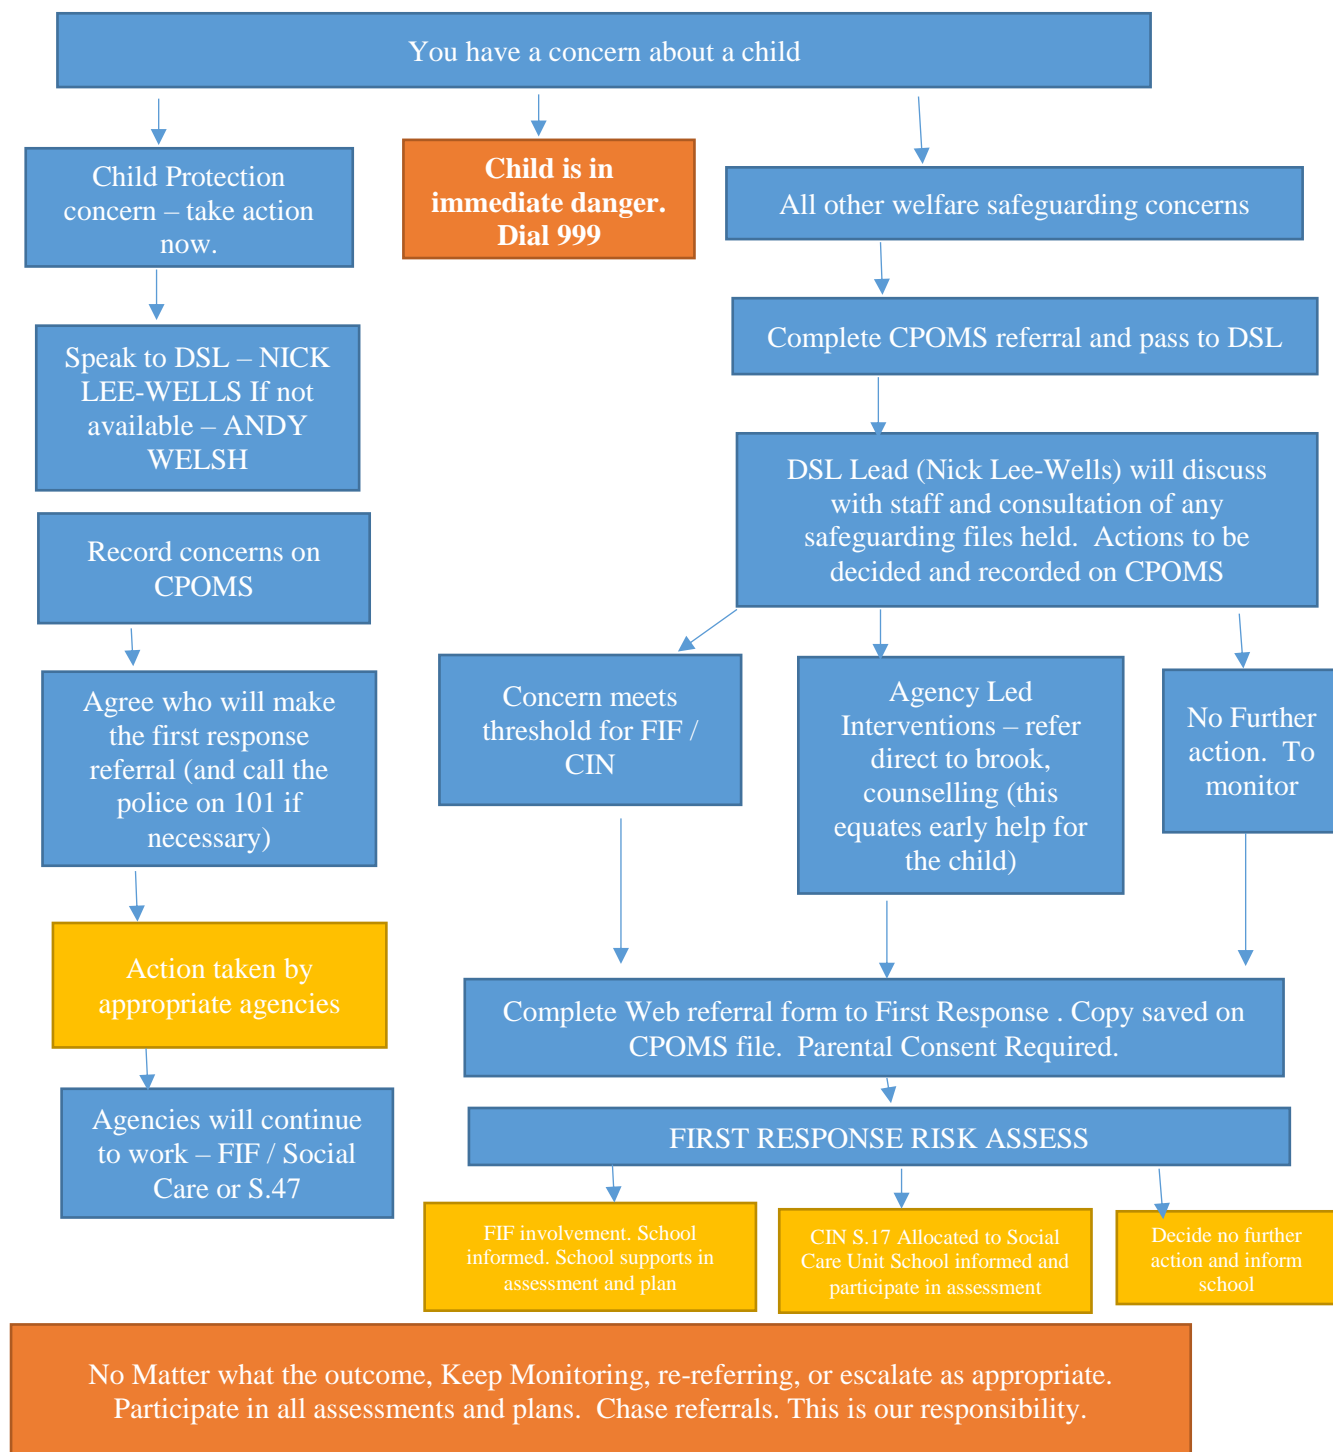 You have a concern about a child
Child Protection
concern – take action
now.
Child is in
immediate danger.
Dial 999
All other welfare safeguarding concerns
Speak to DSL – NICK
LEE-WELLS If not
available – ANDY
WELSH
Complete CPOMS referral and pass to DSL
DSL Lead (Nick Lee-Wells) will discuss
with staff and consultation of any
safeguarding files held.  Actions to be
decided and recorded on CPOMS
Record concerns on
CPOMS
Agree who will make
the first response
referral (and call the
police on 101 if
necessary)
Concern meets
threshold for FIF /
CIN
Agency Led
Interventions – refer
direct to brook,
counselling (this
equates early help for
the child)
No Further
action.  To
monitor
Action taken by
appropriate agencies
Complete Web referral form to First Response . Copy saved on
CPOMS file.  Parental Consent Required.
Agencies will continue
to work – FIF / Social
Care or S.47
FIRST RESPONSE RISK ASSESS
FIF involvement. School
informed. School supports in
assessment and plan
CIN S.17 Allocated to Social
Care Unit School informed and
participate in assessment
Decide no further
action and inform
school
No Matter what the outcome, Keep Monitoring, re-referring, or escalate as appropriate.
Participate in all assessments and plans.  Chase referrals. This is our responsibility.